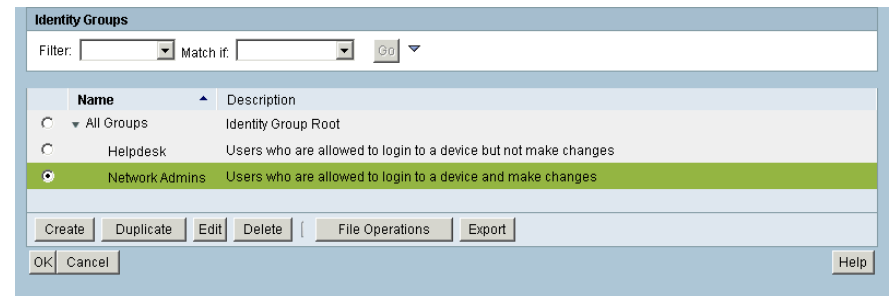 Identity Groups
Filter: Match if: Go
Name Description
All Groups Identity Group Root
Helpdesk Users who are allowed to login to a device but not make changes
Network Admins Users who are allowed to login to a device and make changes
Create Duplicate Edit Delete [ File Operations Export
OK Cancel Help